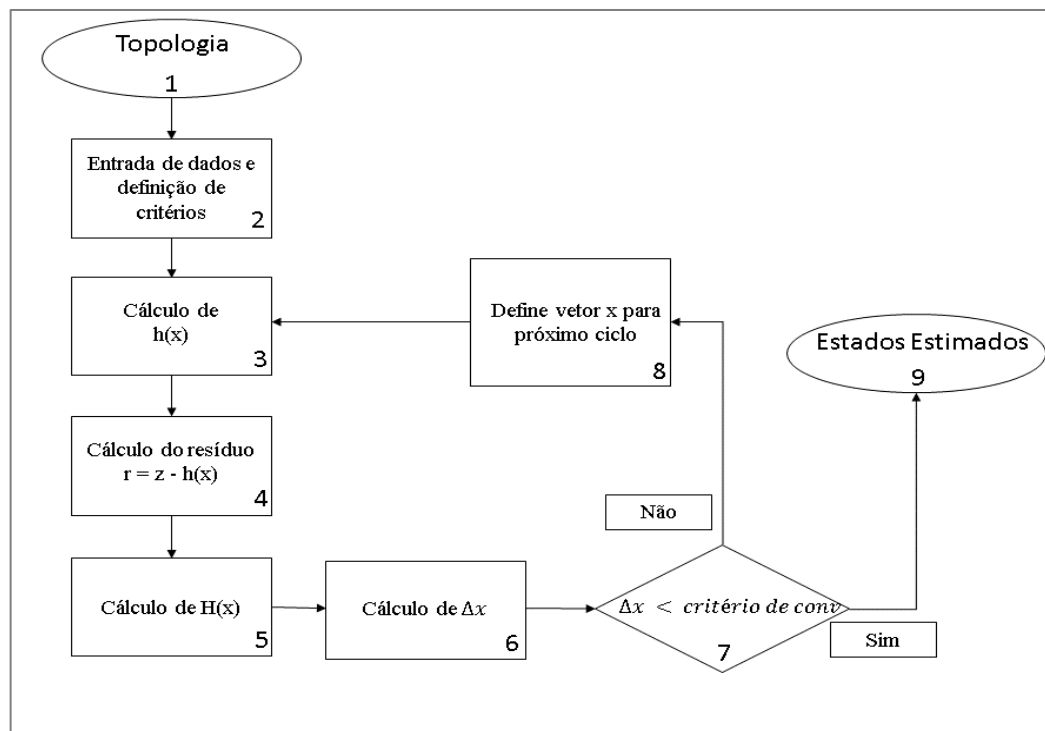 Topologia
1
Entrada de dados e
definição de
critérios
2
Cálculo de
h(x)
3
Cálculo do resíduo
r = z - h(x)
4
Cálculo de H(x)
5
Cálculo de Δx
6
Δx < critério de conv
7
Não
Sim
Define vetor x para
próximo ciclo
8
Estados Estimados
9